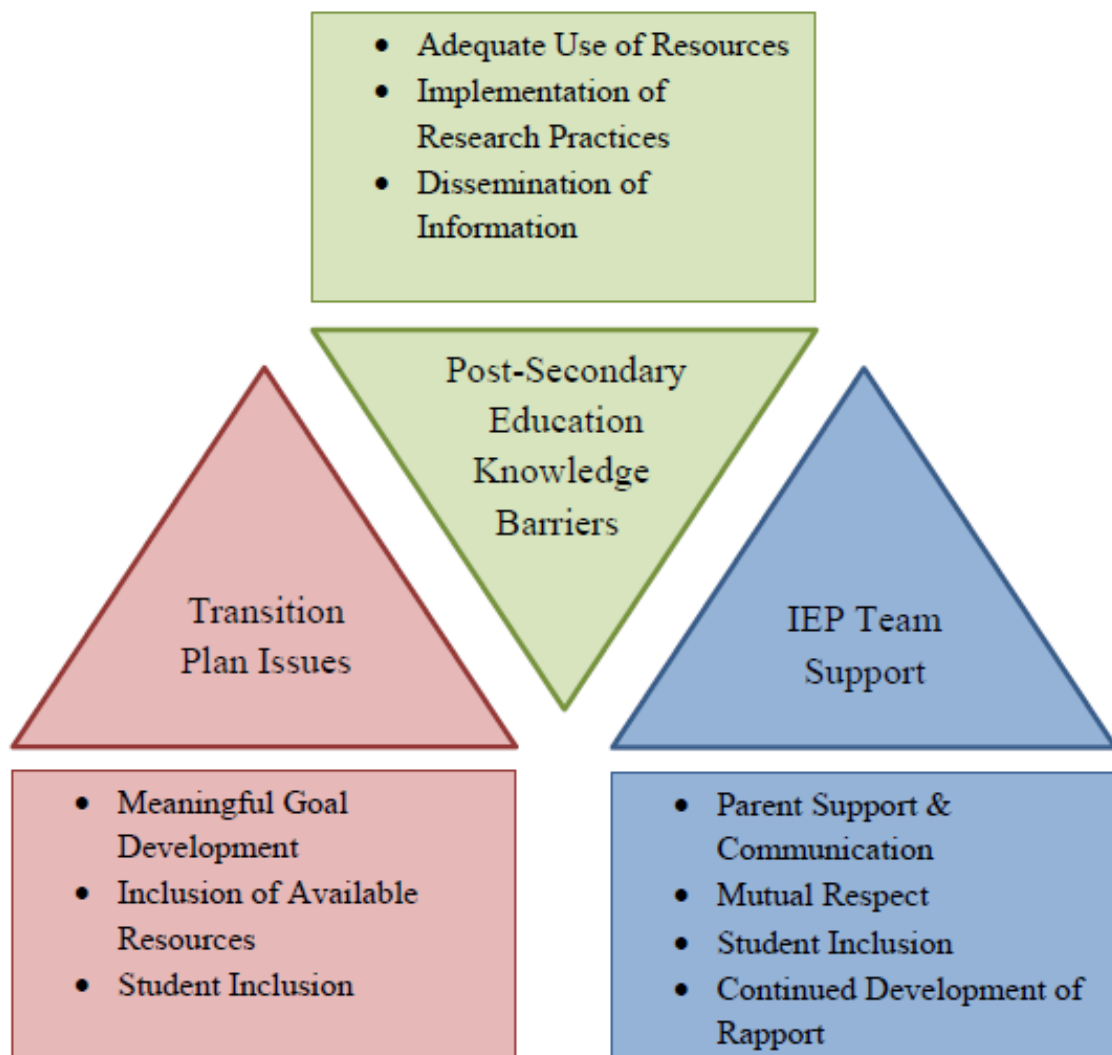 • Adequate Use of Resources
• Implementation of
Research Practices
• Dissemination of
Information
Post-Secondary
Education
Knowledge
Barriers
Transition
Plan Issues
IEP Team
Support
• Meaningful Goal
Development
• Inclusion of Available
Resources
• Student Inclusion
• Parent Support &
Communication
• Mutual Respect
• Student Inclusion
• Continued Development of
Rapport